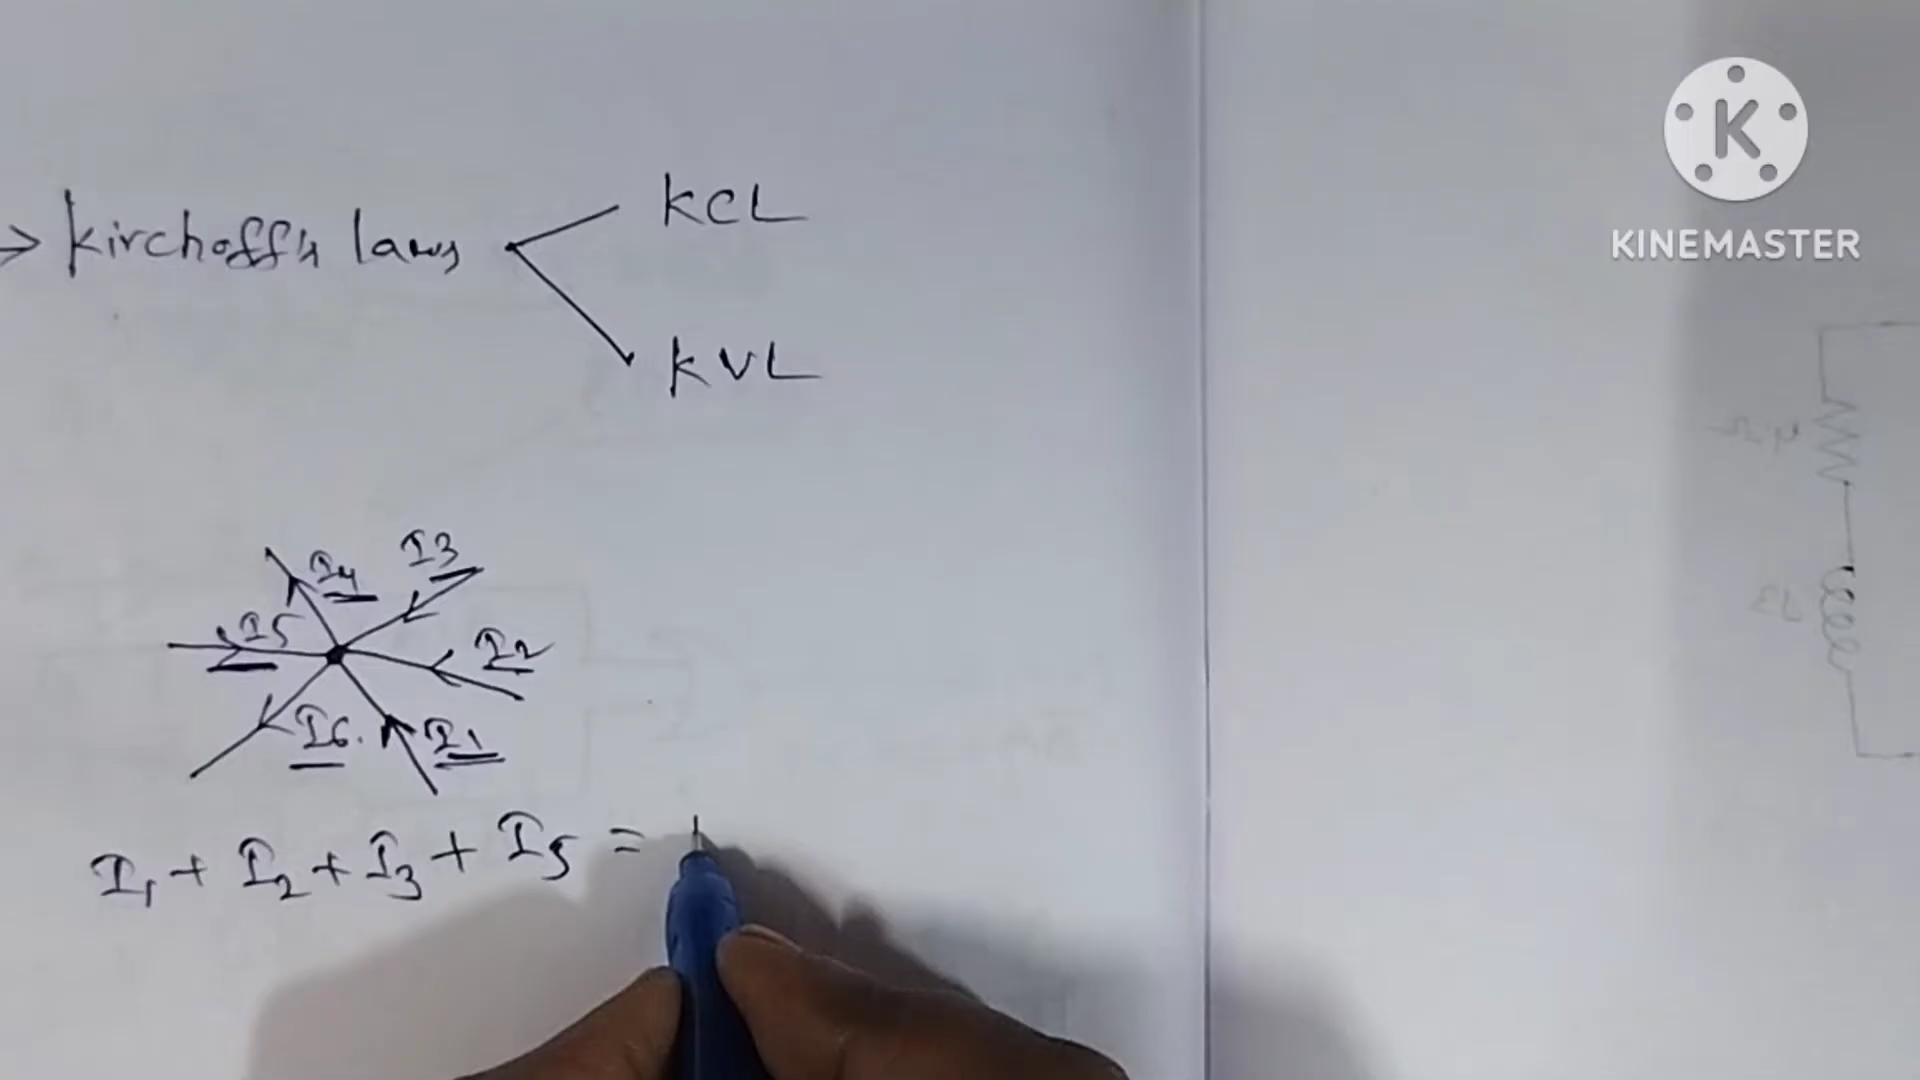 → Kirchoff's laws
KCL
KVL
K
KINEMASTER
I4
I3
I5
I2
I6.
I1
I1 + I2 + I3 + I5 =